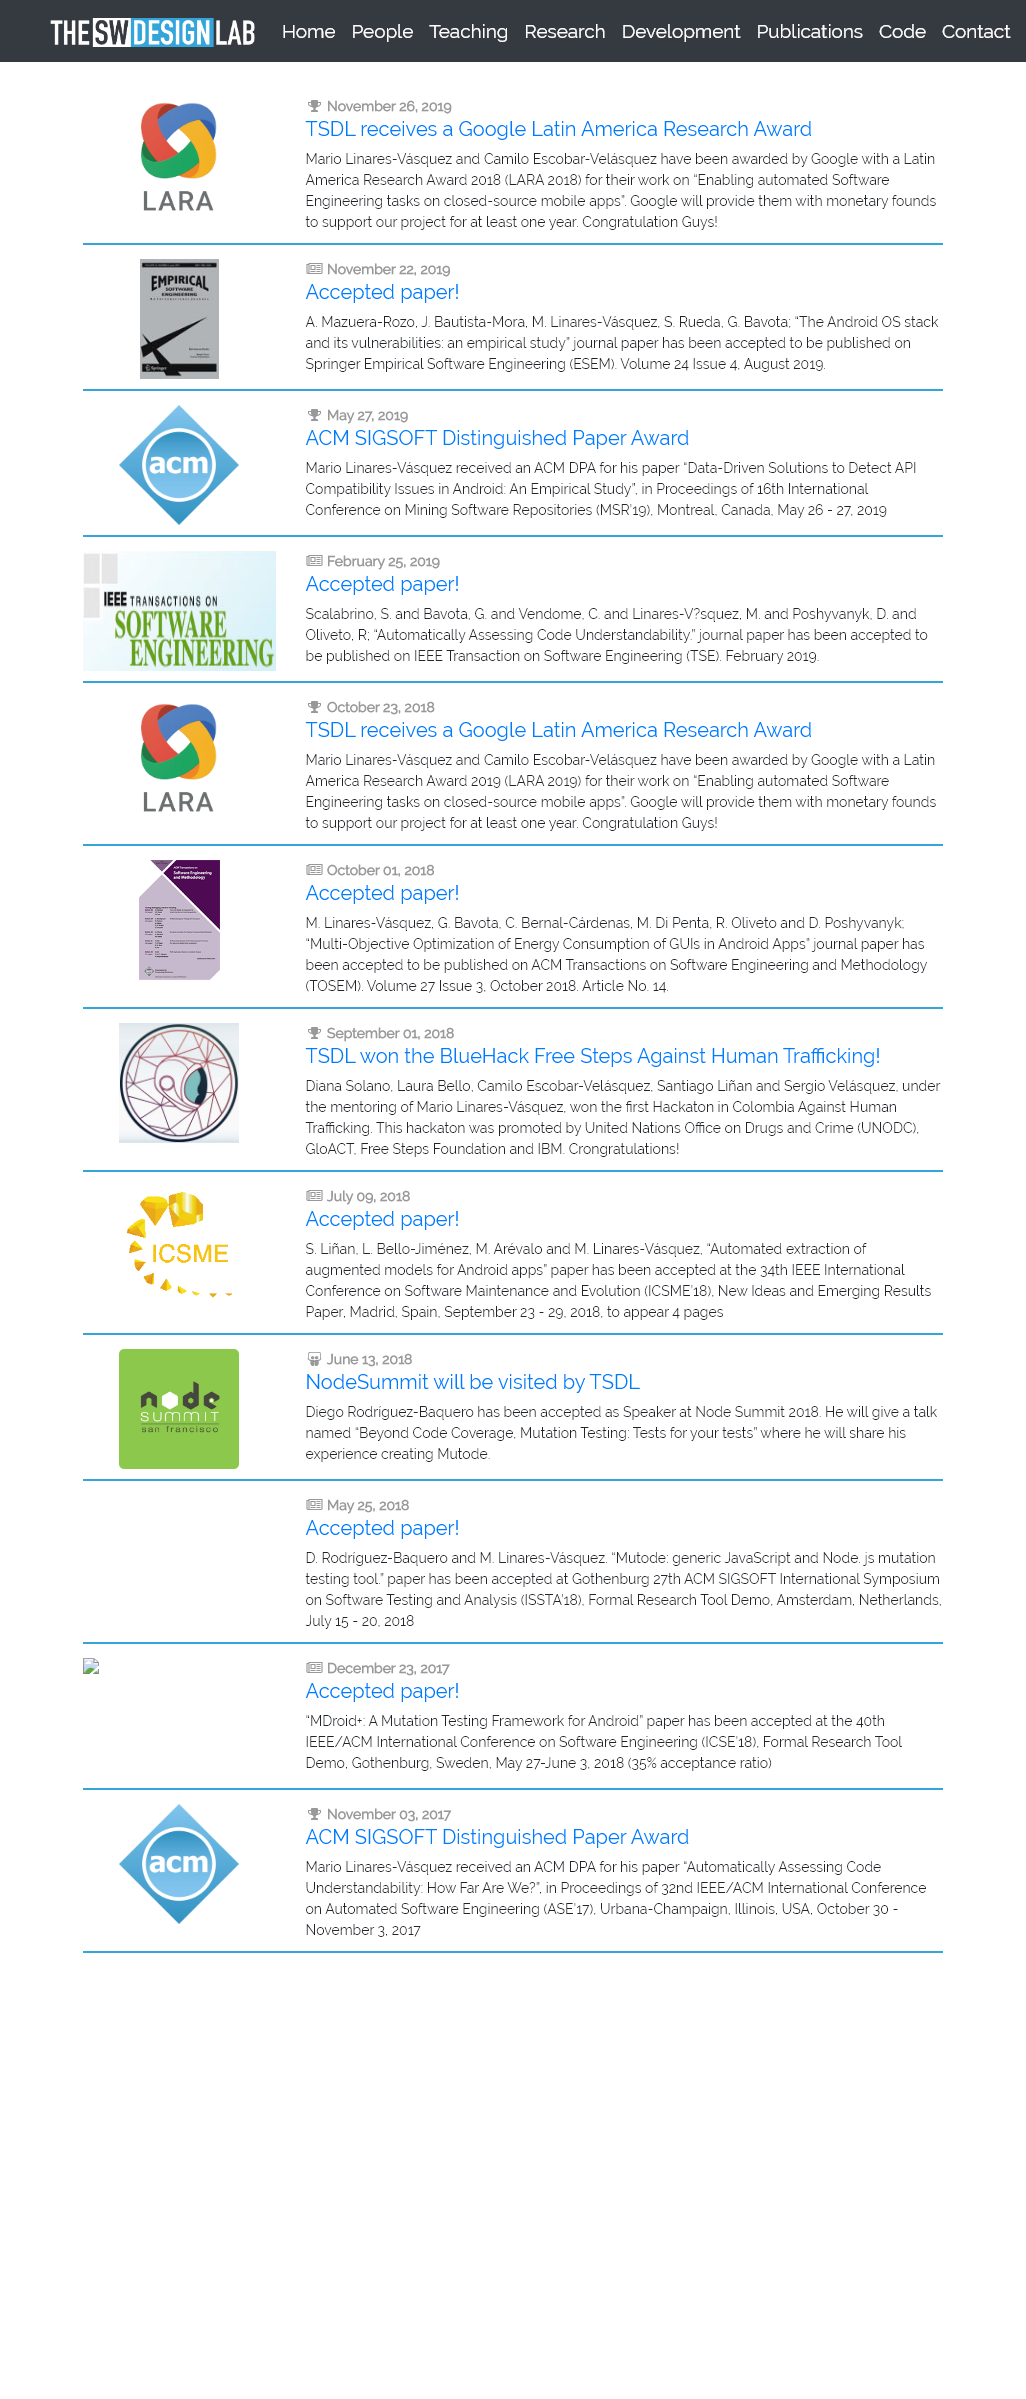 THE SW DESIGN LAB Home People Teaching Research Development Publications Code Contact
November 26, 2019
TSDL receives a Google Latin America Research Award
Mario Linares-Vásquez and Camilo Escobar-Velásquez have been awarded by Google with a Latin
America Research Award 2018 (LARA 2018) for their work on “Enabling automated Software
Engineering tasks on closed-source mobile apps”. Google will provide them with monetary founds
to support our project for at least one year. Congratulation Guys!
LARA
November 22, 2019
Accepted paper!
A. Mazuera-Rozo, J. Bautista-Mora, M. Linares-Vásquez, S. Rueda, G. Bavota; “The Android OS stack
and its vulnerabilities: an empirical study” journal paper has been accepted to be published on
Springer Empirical Software Engineering (ESEM). Volume 24 Issue 4, August 2019.
EMPIRICAL
SOFTWARE
ENGINEERING
Springer
May 27, 2019
ACM SIGSOFT Distinguished Paper Award
Mario Linares-Vásquez received an ACM DPA for his paper “Data-Driven Solutions to Detect API
Compatibility Issues in Android: An Empirical Study”, in Proceedings of 16th International
Conference on Mining Software Repositories (MSR'19), Montreal, Canada, May 26 - 27, 2019
acm
February 25, 2019
Accepted paper!
Scalabrino, S. and Bavota, G. and Vendome, C. and Linares-V?squez, M. and Poshyvanyk, D. and
Oliveto, R; “Automatically Assessing Code Understandability.” journal paper has been accepted to
be published on IEEE Transaction on Software Engineering (TSE). February 2019.
IEEE TRANSACTIONS ON
SOFTWARE
ENGINEERING
October 23, 2018
TSDL receives a Google Latin America Research Award
Mario Linares-Vásquez and Camilo Escobar-Velásquez have been awarded by Google with a Latin
America Research Award 2019 (LARA 2019) for their work on “Enabling automated Software
Engineering tasks on closed-source mobile apps”. Google will provide them with monetary founds
to support our project for at least one year. Congratulation Guys!
LARA
October 01, 2018
Accepted paper!
M. Linares-Vásquez, G. Bavota, C. Bernal-Cárdenas, M. Di Penta, R. Oliveto and D. Poshyvanyk;
“Multi-Objective Optimization of Energy Consumption of GUIs in Android Apps” journal paper has
been accepted to be published on ACM Transactions on Software Engineering and Methodology
(TOSEM). Volume 27 Issue 3, October 2018. Article No. 14.
Software Engineering
and Methodology
September 01, 2018
TSDL won the BlueHack Free Steps Against Human Trafficking!
Diana Solano, Laura Bello, Camilo Escobar-Velásquez, Santiago Liñan and Sergio Velásquez, under
the mentoring of Mario Linares-Vásquez, won the first Hackaton in Colombia Against Human
Trafficking. This hackaton was promoted by United Nations Office on Drugs and Crime (UNODC),
GloACT, Free Steps Foundation and IBM. Crongratulations!
July 09, 2018
Accepted paper!
S. Liñan, L. Bello-Jiménez, M. Arévalo and M. Linares-Vásquez, “Automated extraction of
augmented models for Android apps” paper has been accepted at the 34th IEEE International
Conference on Software Maintenance and Evolution (ICSME'18), New Ideas and Emerging Results
Paper, Madrid, Spain, September 23 - 29, 2018, to appear 4 pages
ICSME
June 13, 2018
NodeSummit will be visited by TSDL
Diego Rodríguez-Baquero has been accepted as Speaker at Node Summit 2018. He will give a talk
named “Beyond Code Coverage, Mutation Testing: Tests for your tests” where he will share his
experience creating Mutode.
node
summit
san francisco
May 25, 2018
Accepted paper!
D. Rodríguez-Baquero and M. Linares-Vásquez. “Mutode: generic JavaScript and Node. js mutation
testing tool.” paper has been accepted at Gothenburg 27th ACM SIGSOFT International Symposium
on Software Testing and Analysis (ISSTA'18), Formal Research Tool Demo, Amsterdam, Netherlands,
July 15 - 20, 2018
December 23, 2017
Accepted paper!
“MDroid+: A Mutation Testing Framework for Android” paper has been accepted at the 40th
IEEE/ACM International Conference on Software Engineering (ICSE'18), Formal Research Tool
Demo, Gothenburg, Sweden, May 27-June 3, 2018 (35% acceptance ratio)
November 03, 2017
ACM SIGSOFT Distinguished Paper Award
Mario Linares-Vásquez received an ACM DPA for his paper “Automatically Assessing Code
Understandability: How Far Are We?”, in Proceedings of 32nd IEEE/ACM International Conference
on Automated Software Engineering (ASE'17), Urbana-Champaign, Illinois, USA, October 30 -
November 3, 2017
acm